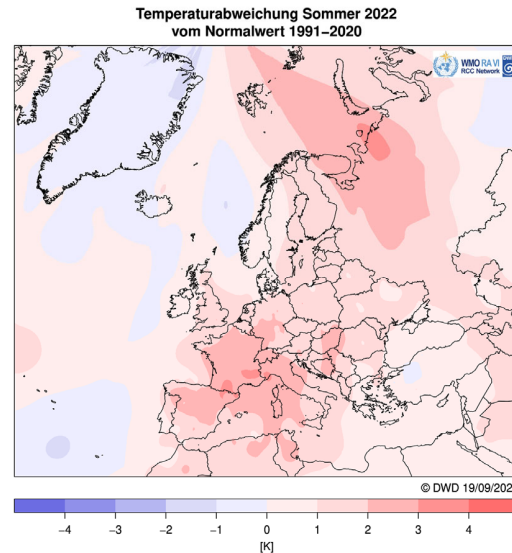 Temperaturabweichung Sommer 2022
vom Normalwert 1991−2020
WMO RA VI
RCC Network
© DWD 19/09/202
−4 −3 −2 −1 0 1 2 3 4
[K]